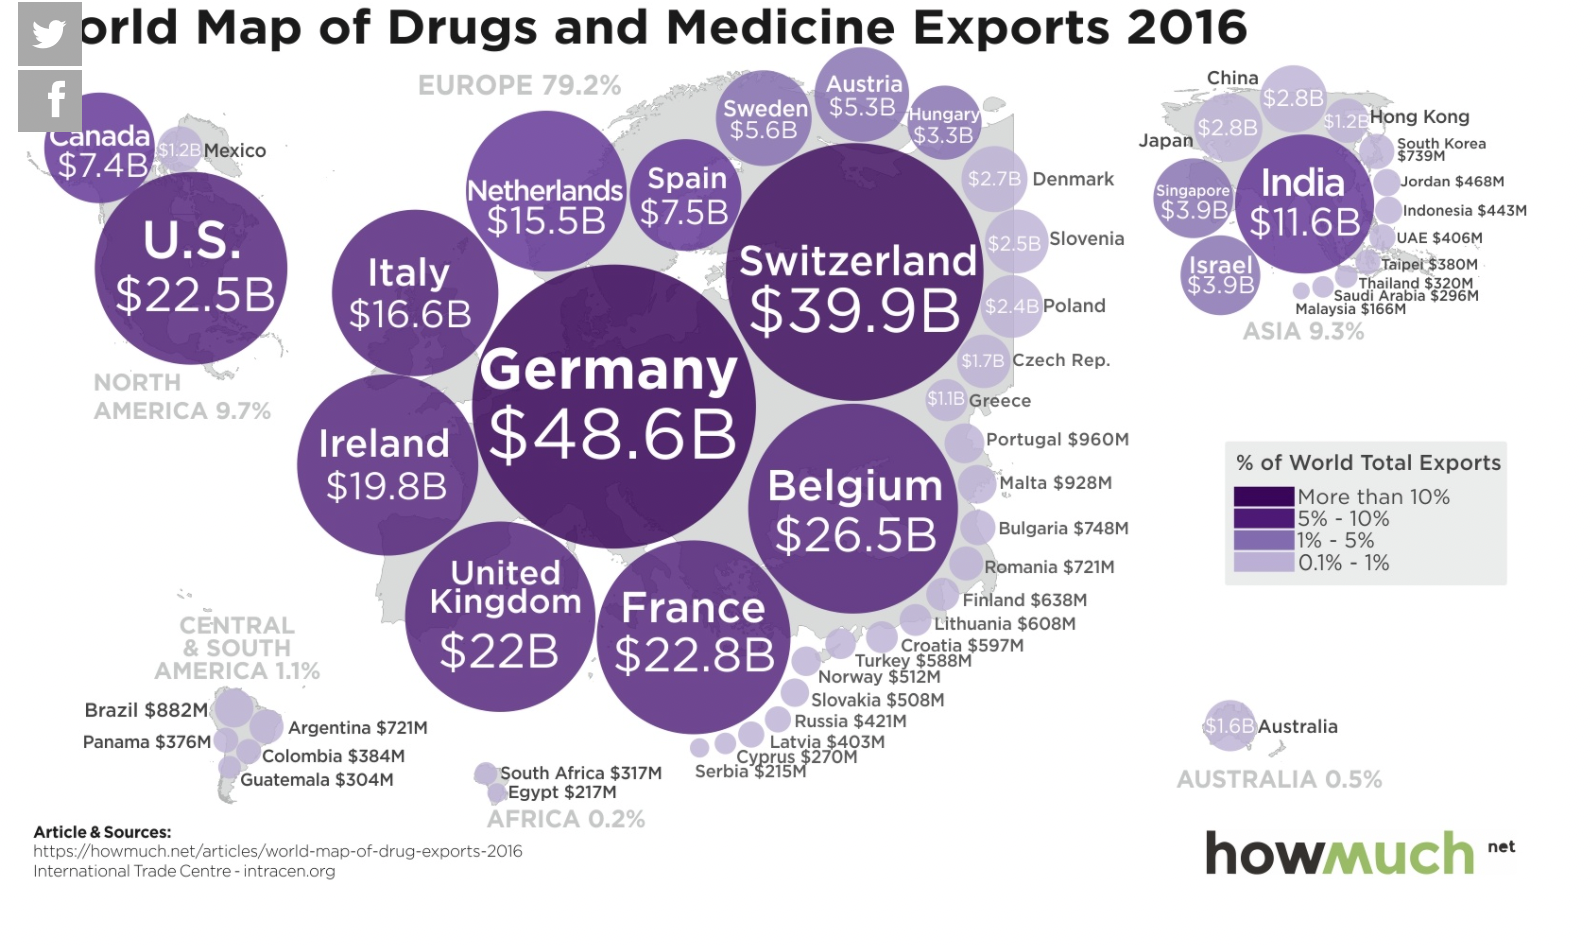 orld Map of Drugs and Medicine Exports 2016
f
EUROPE 79.2%
Canada
$7.4B
$1.2B Mexico
U.S.
$22.5B
NORTH
AMERICA 9.7%
Netherlands
$15.5B
Spain
$7.5B
Sweden
$5.6B
Austria
$5.3B
Hungary
$3.3B
$2.7B Denmark
$2.5B Slovenia
$2.4B Poland
$1.7B Czech Rep.
$1.1B Greece
Portugal $960M
Malta $928M
Bulgaria $748M
Romania $721M
Finland $638M
Lithuania $608M
Croatia $597M
Turkey $588M
Norway $512M
Slovakia $508M
Russia $421M
Latvia $403M
Cyprus $270M
Serbia $215M
Italy
$16.6B
Switzerland
$39.9B
Germany
$48.6B
Ireland
$19.8B
Belgium
$26.5B
United
Kingdom
$22B
France
$22.8B
China
$2.8B
Japan
$2.8B
$1.2B Hong Kong
South Korea
$739M
Jordan $468M
Indonesia $443M
UAE $406M
Taipei $380M
Thailand $320M
Saudi Arabia $296M
Malaysia $166M
Singapore
$3.9B
India
$11.6B
Israel
$3.9B
ASIA 9.3%
% of World Total Exports
More than 10%
5% - 10%
1% - 5%
0.1% - 1%
CENTRAL
& SOUTH
AMERICA 1.1%
Brazil $882M
Argentina $721M
Panama $376M
Colombia $384M
Guatemala $304M
South Africa $317M
Egypt $217M
AFRICA 0.2%
$1.6B Australia
AUSTRALIA 0.5%
Article & Sources:
https://howmuch.net/articles/world-map-of-drug-exports-2016
International Trade Centre - intracen.org
howmuch net